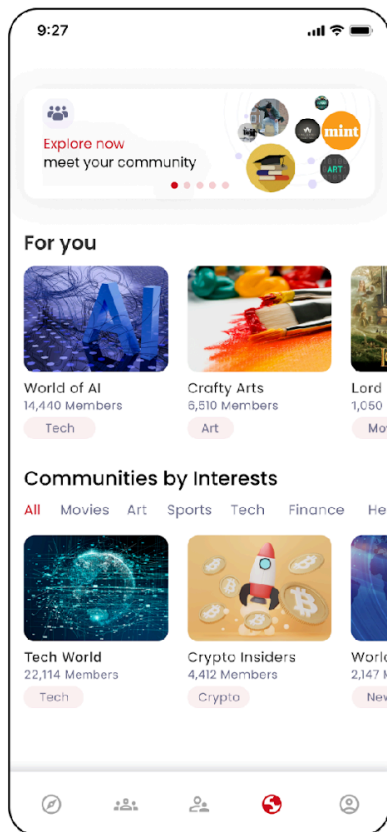 9:27
Explore now
meet your community
mint
ART
For you
AI
World of AI
14,440 Members
Tech
Crafty Arts
6,510 Members
Art
Lord
1,050
Communities by Interests
All Movies Art Sports Tech Finance
Tech World
22,114 Members
Tech
Crypto Insiders
4,412 Members
Crypto
2,147